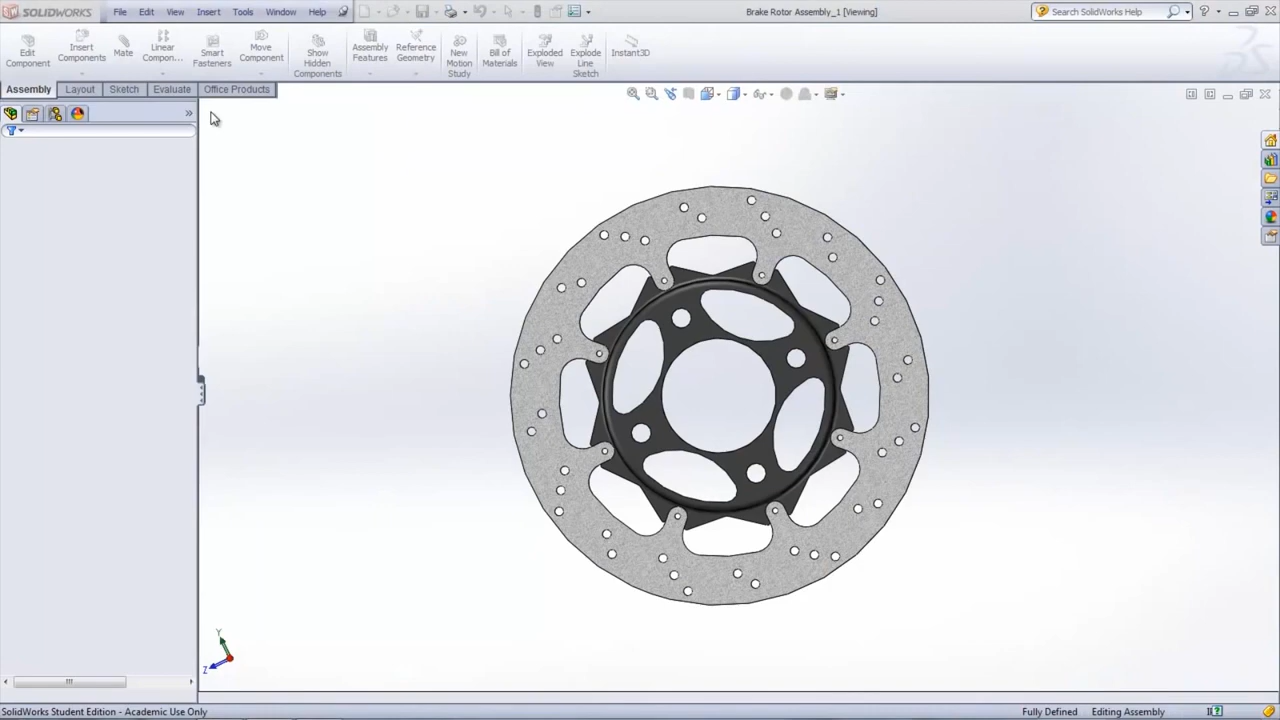 SOLIDWORKS File Edit View Insert Tools Window Help Brake Rotor Assembly_1 [Viewing] Search SolidWorks Help
Edit Component
Insert Components
Mate
Linear Compon...
Smart Fasteners
Move Component
Show Hidden Components
Assembly Features
Reference Geometry
New Motion Study
Bill of Materials
Exploded View
Explode Line Sketch
Instant3D
Assembly Layout Sketch Evaluate Office Products
Y
Z
SolidWorks Student Edition - Academic Use Only Fully Defined Editing Assembly